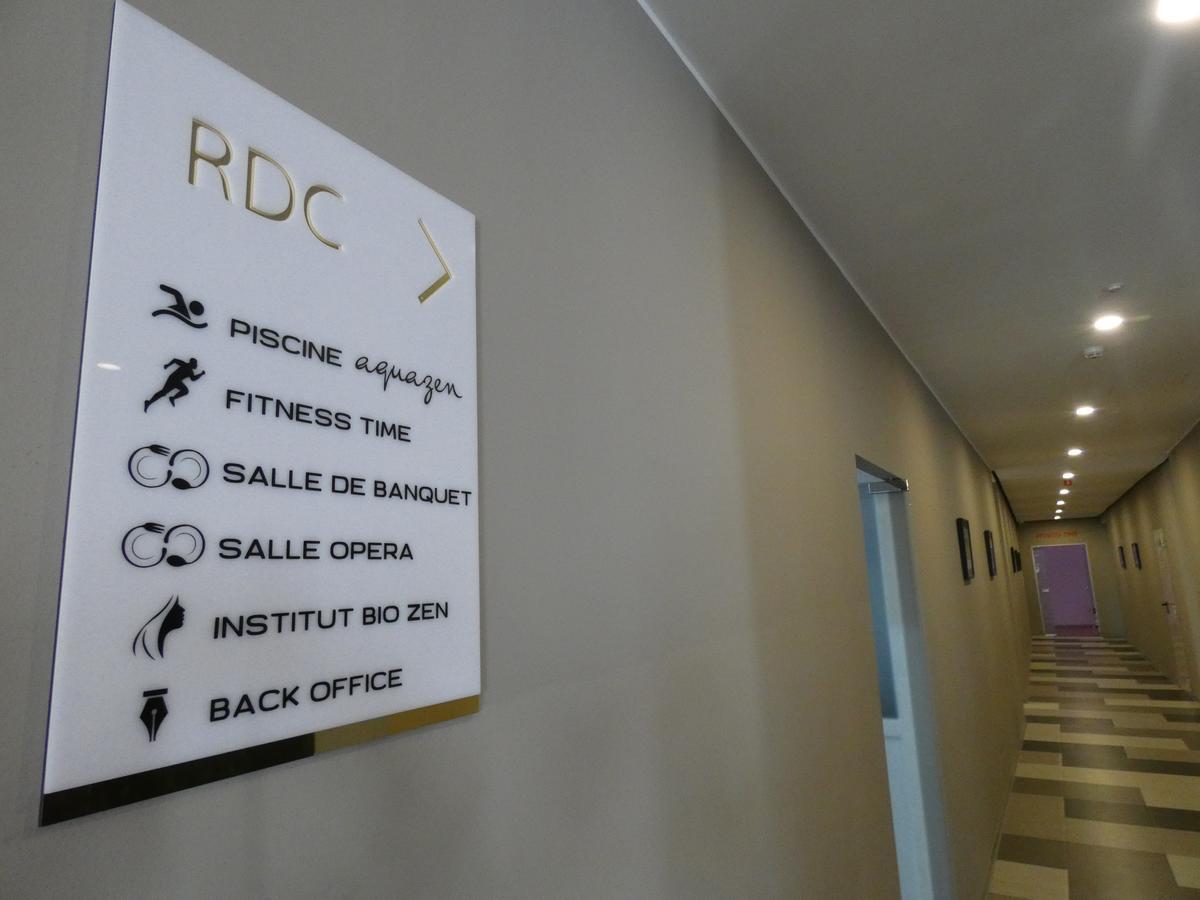 RDC
PISCINE aquazen
FITNESS TIME
SALLE DE BANQUET
SALLE OPERA
INSTITUT BIO ZEN
BACK OFFICE